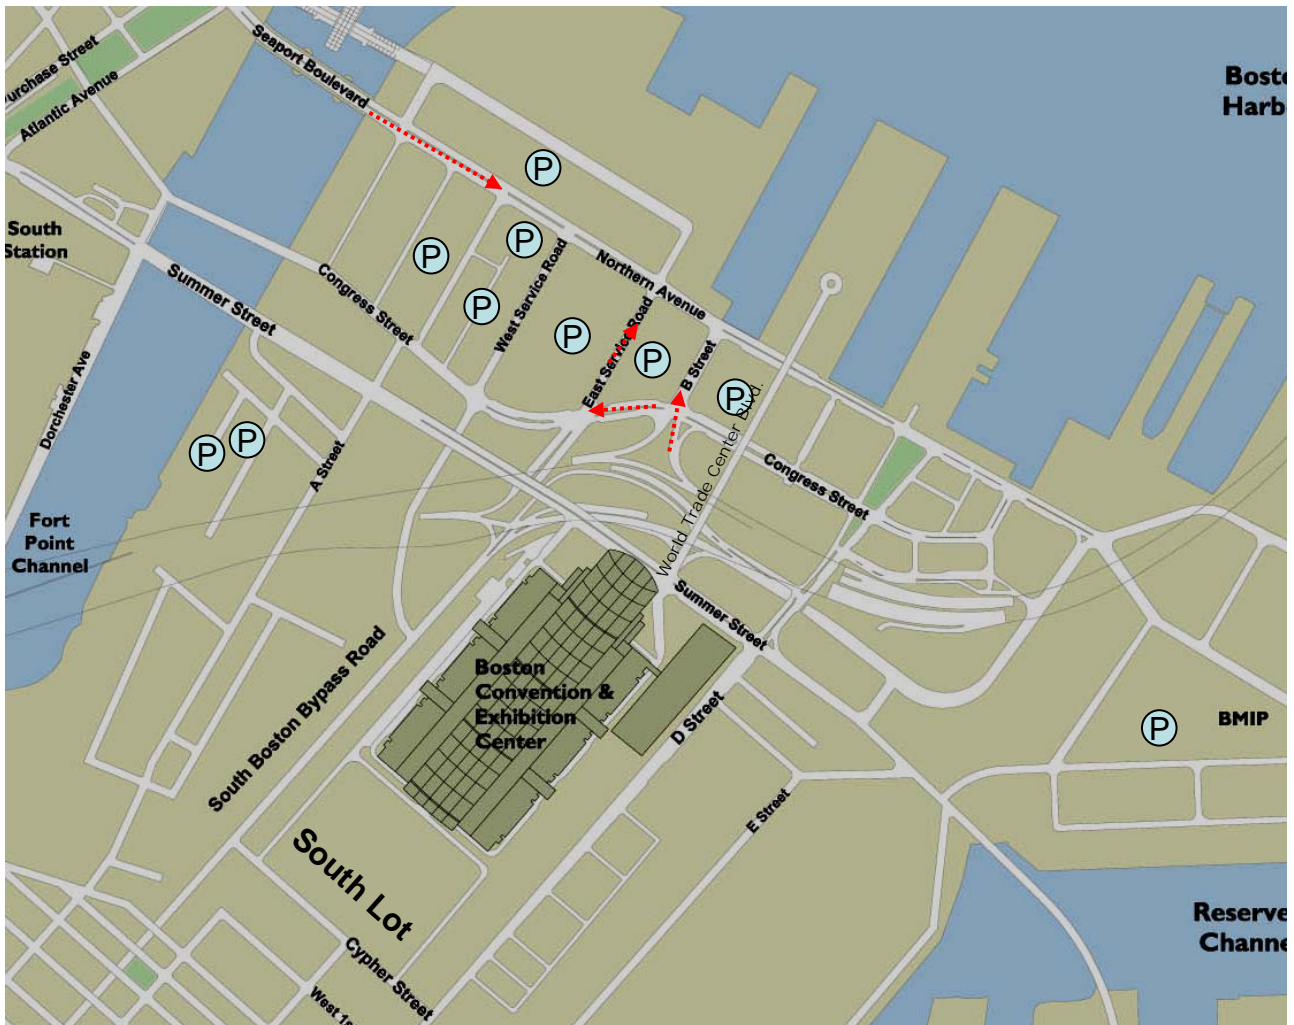 Seaport Boulevard
Purchase Street
Atlantic Avenue
Bosto
Harb
P
South
Station
P
P
Northern Avenue
Summer Street
Congress Street
West Service Road
P
East Service Road
P
P
B Street
P
World Trade Center Blvd.
Dorchester Ave
P
P
A Street
Congress Street
Fort
Point
Channel
Summer Street
South Boston Bypass Road
Boston
Convention &
Exhibition
Center
D Street
P
BMIP
E Street
South Lot
Cypher Street
West 1s
Reserve
Channe